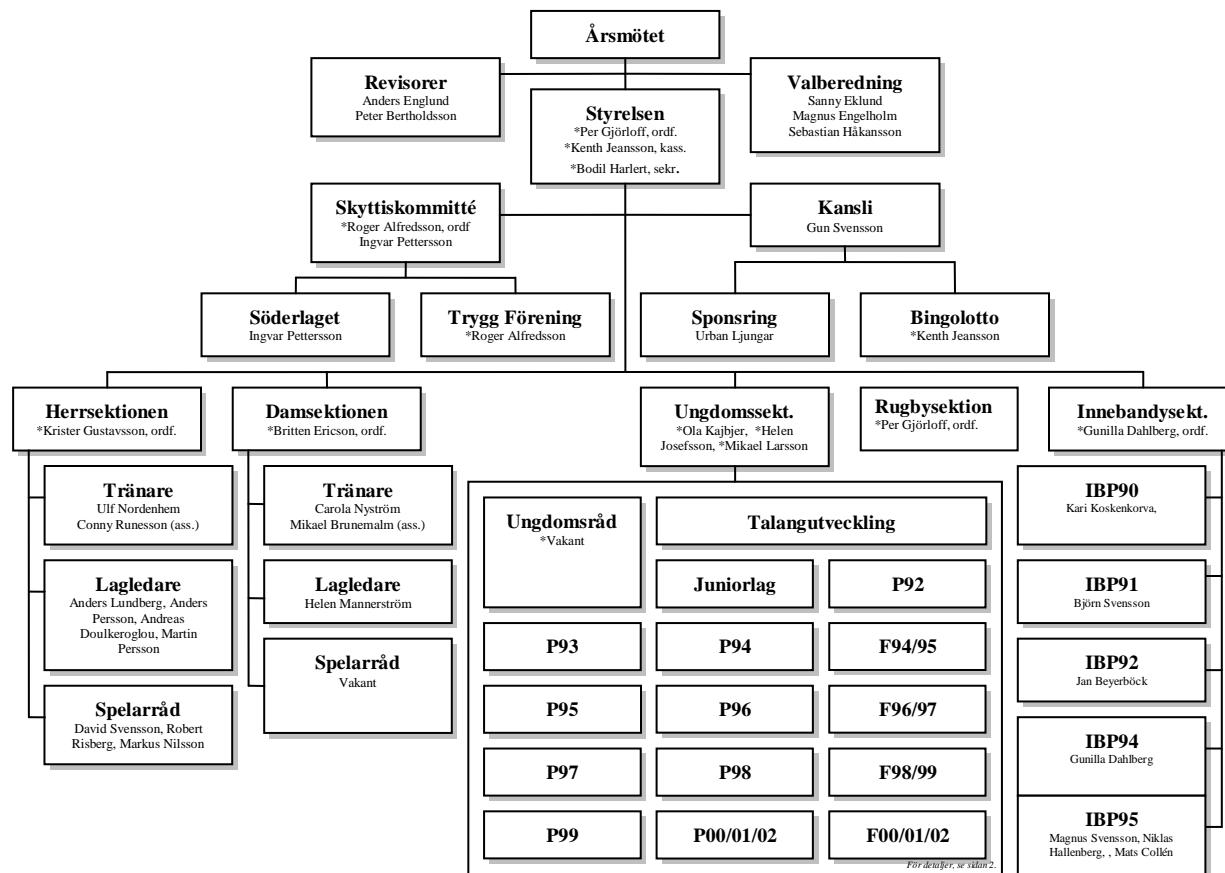 Årsmötet
Revisorer
Anders Englund
Peter Bertholdsson
Valberedning
Sanny Eklund
Magnus Engelholm
Sebastian Håkansson
Styrelsen
*Per Gjörloff, ordf.
*Kenth Jeansson, kass.
*Bodil Harlert, sekr.
Skyttiskommitté
*Roger Alfredsson, ordf
Ingvar Pettersson
Kansli
Gun Svensson
Söderlaget
Ingvar Pettersson
Trygg Förening
*Roger Alfredsson
Sponsring
Urban Ljungar
Bingolotto
*Kenth Jeansson
Herrsektionen
*Krister Gustavsson, ordf.
Damsektionen
*Britten Ericson, ordf.
Ungdomssekt.
*Ola Kajbjer, *Helen
Josefsson, *Mikael Larsson
Rugbysektion
*Per Gjörloff, ordf.
Innebandysekt.
*Gunilla Dahlberg, ordf.
Tränare
Ulf Nordenhem
Conny Runesson (ass.)
Lagledare
Anders Lundberg, Anders
Persson, Andreas
Doulkeroglou, Martin
Persson
Spelarråd
David Svensson, Robert
Risberg, Markus Nilsson
Tränare
Carola Nyström
Mikael Brunemalm (ass.)
Lagledare
Helen Mannerström
Spelarråd
Vakant
Ungdomsråd
*Vakant
Talangutveckling
Juniorlag
P92
P93
P94
F94/95
P95
P96
F96/97
P97
P98
F98/99
P99
P00/01/02
F00/01/02
För detaljer, se sidan 2.
IBP90
Kari Koskenkorva,
IBP91
Björn Svensson
IBP92
Jan Beyerböck
IBP94
Gunilla Dahlberg
IBP95
Magnus Svensson, Niklas
Hallenberg, , Mats Collén